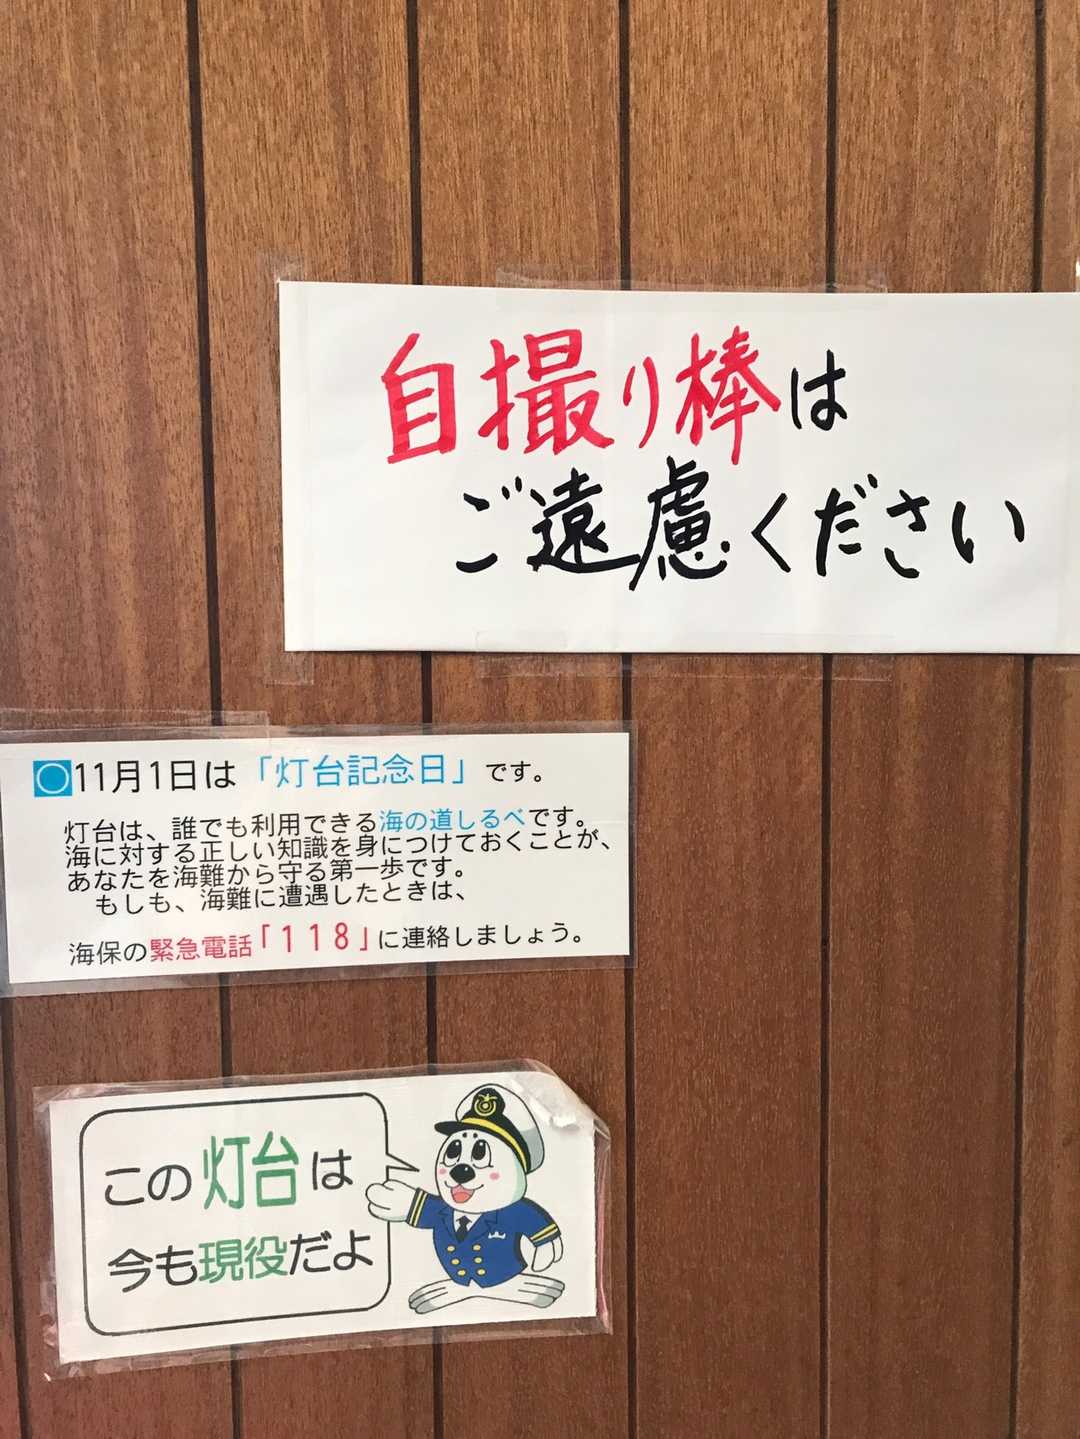 自撮り棒は
ご遠慮ください
○11月1日は「灯台記念日」です。
灯台は、誰でも利用できる海の道しるべです。
海に対する正しい知識を身につけておくことが、
あなたを海難から守る第一歩です。
もしも、海難に遭遇したときは、
海保の緊急電話「118」に連絡しましょう。
この灯台は
今も現役だよ